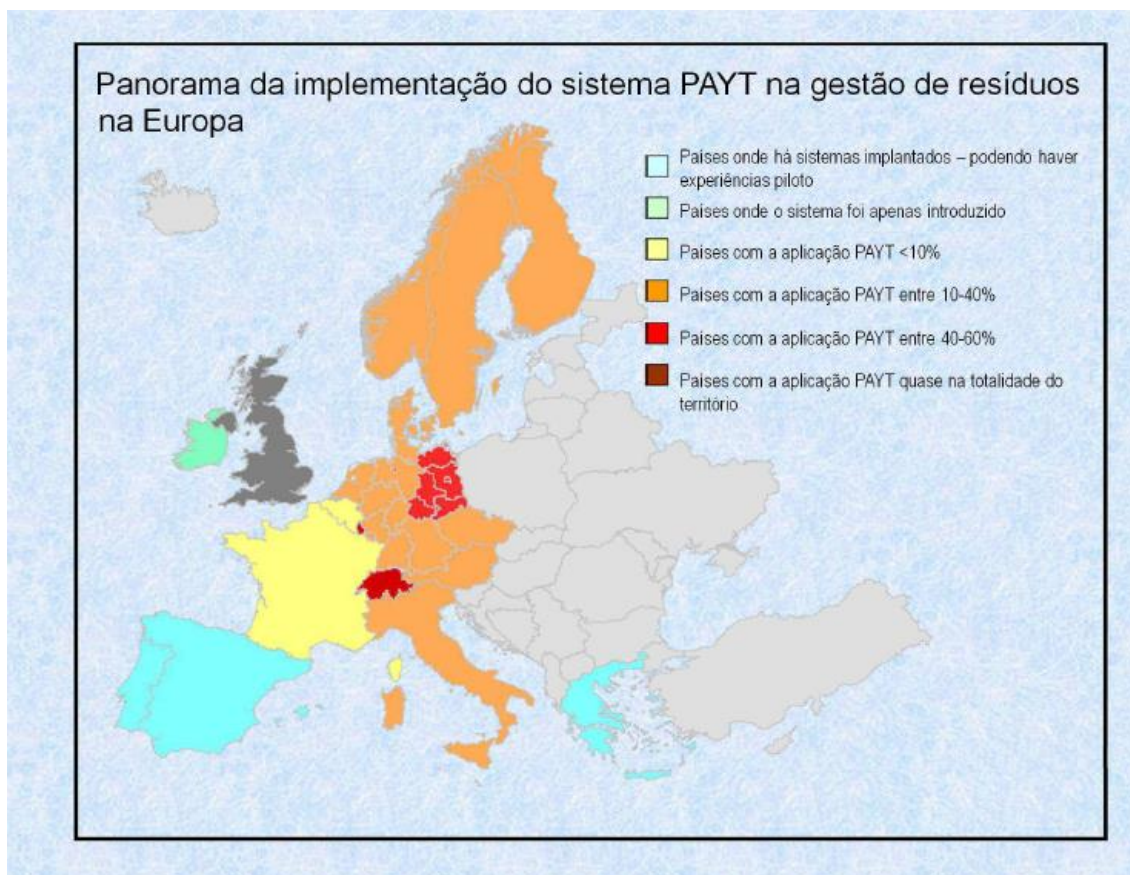 Panorama da implementação do sistema PAYT na gestão de resíduos
na Europa
Países onde há sistemas implantados – podendo haver
experiências piloto
Países onde o sistema foi apenas introduzido
Países com a aplicação PAYT <10%
Países com a aplicação PAYT entre 10-40%
Países com a aplicação PAYT entre 40-60%
Países com a aplicação PAYT quase na totalidade do
território